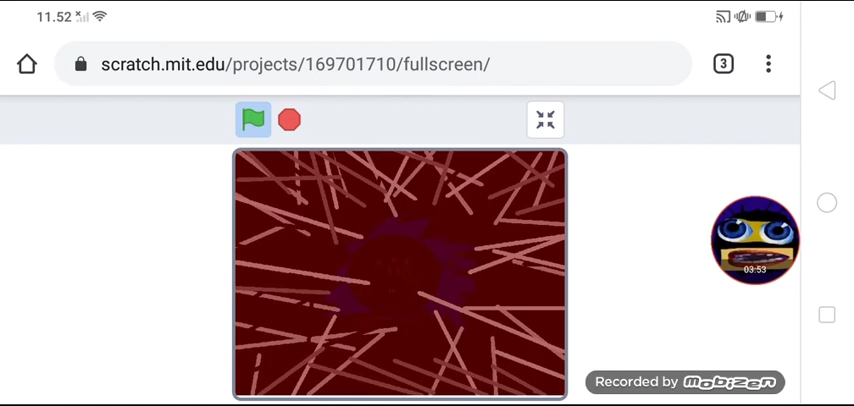 11.52
scratch.mit.edu/projects/169701710/fullscreen/
3
03:53
Recorded by mobizen